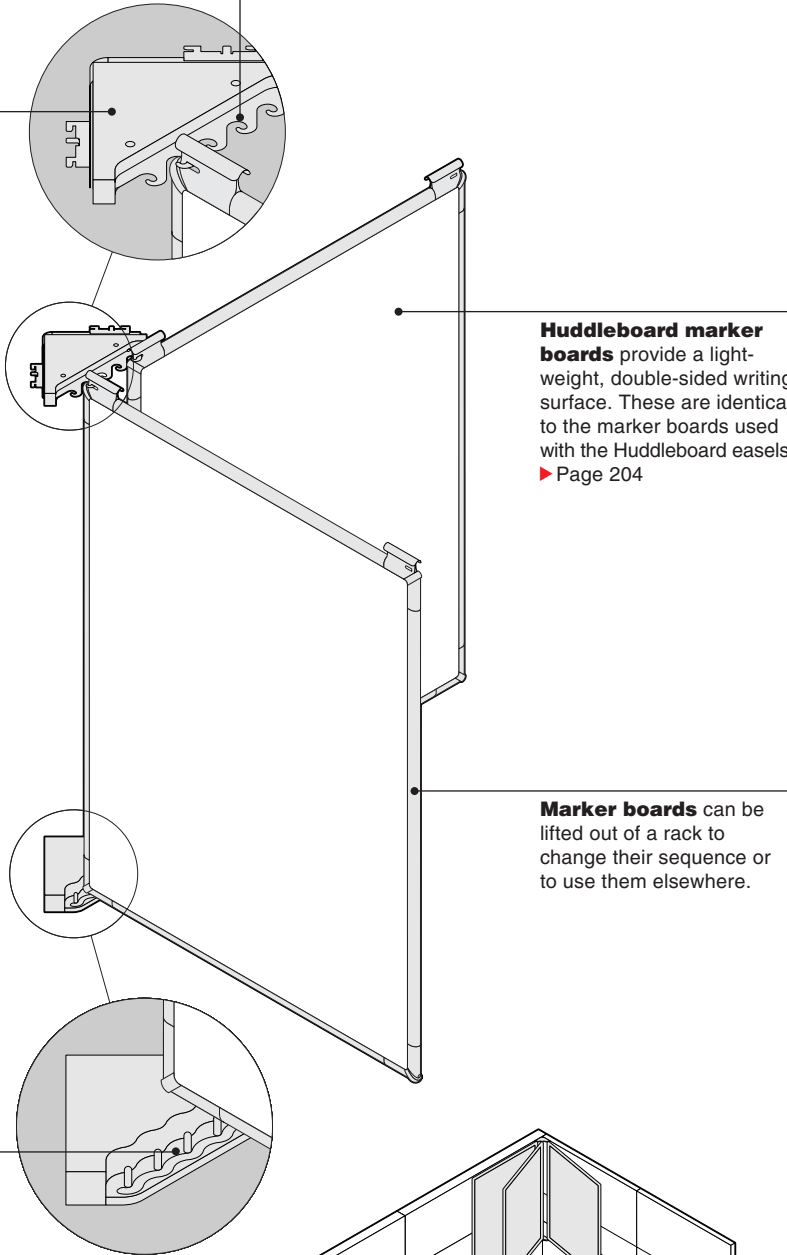 Huddleboard marker
boards provide a light-
weight, double-sided writing
surface. These are identica
to the marker boards used
with the Huddleboard easels
▶ Page 204
Marker boards can be
lifted out of a rack to
change their sequence or
to use them elsewhere.